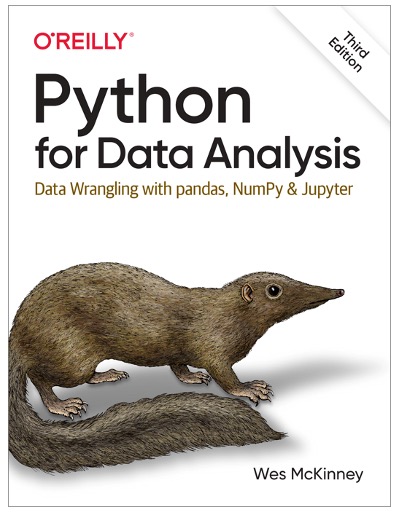 O'REILLY®
Third
Edition
Python
for Data Analysis
Data Wrangling with pandas, NumPy & Jupyter
Wes McKinney